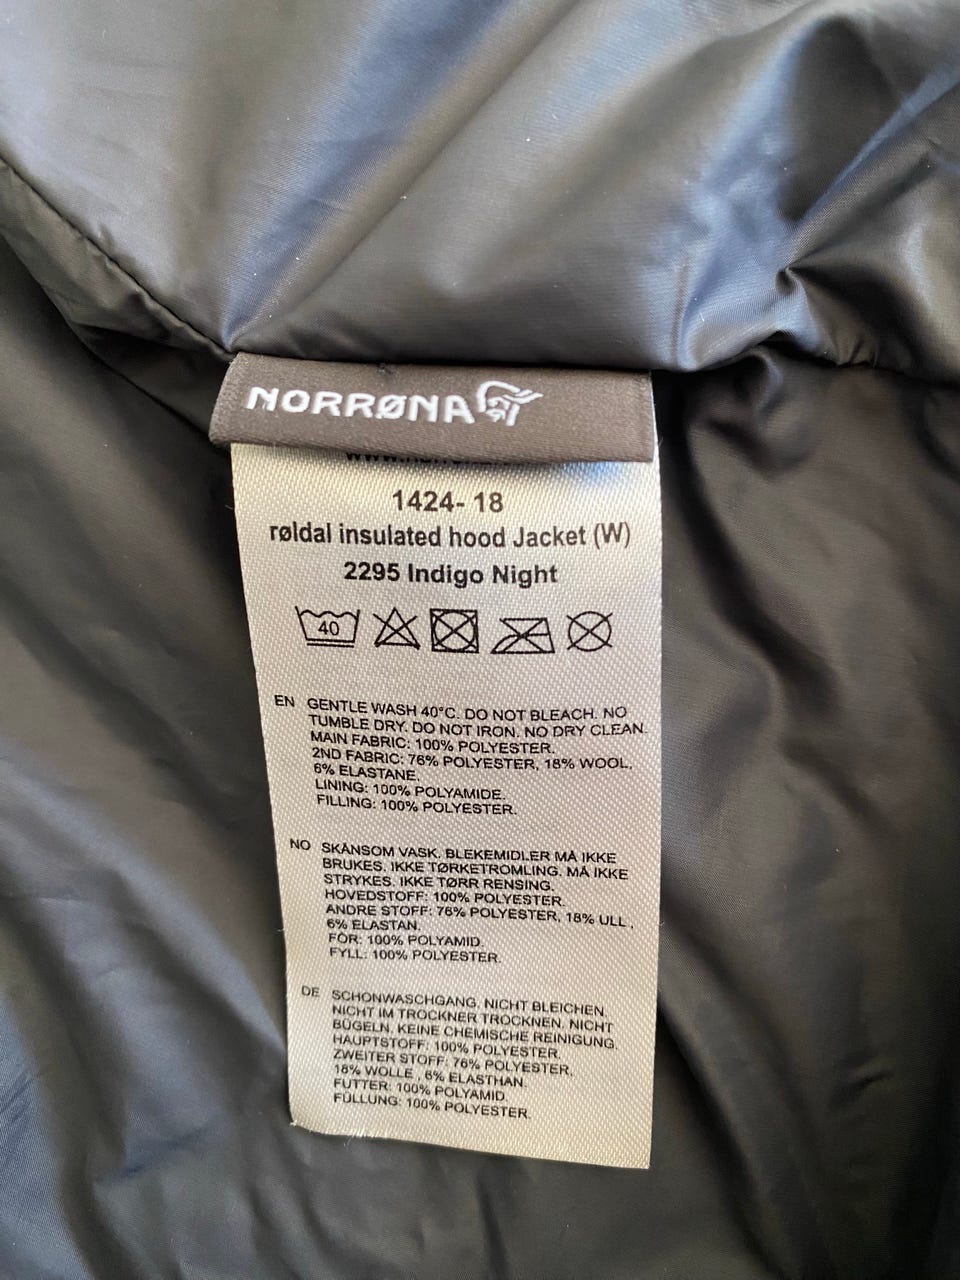 NORRØNA
1424- 18
røldal insulated hood Jacket (W)
2295 Indigo Night
40
EN GENTLE WASH 40°C. DO NOT BLEACH. NO
TUMBLE DRY. DO NOT IRON. NO DRY CLEAN.
MAIN FABRIC: 100% POLYESTER.
2ND FABRIC: 76% POLYESTER, 18% WOOL,
6% ELASTANE.
LINING: 100% POLYAMIDE.
FILLING: 100% POLYESTER.
NO SKÅNSOM VASK. BLEKEMIDLER MÅ IKKE
BRUKES. IKKE TØRKETROMLING. MÅ IKKE
STRYKES. IKKE TØRR RENSING.
HOVEDSTOFF: 100% POLYESTER.
ANDRE STOFF: 76% POLYESTER, 18% ULL ,
6% ELASTAN.
FÔR: 100% POLYAMID.
FYLL: 100% POLYESTER.
DE SCHONWASCHGANG. NICHT BLEICHEN.
NICHT IM TROCKNER TROCKNEN. NICHT
BÜGELN. KEINE CHEMISCHE REINIGUNG.
HAUPTSTOFF: 100% POLYESTER.
ZWEITER STOFF: 76% POLYESTER,
18% WOLLE , 6% ELASTHAN.
FUTTER: 100% POLYAMID.
FÜLLUNG: 100% POLYESTER.